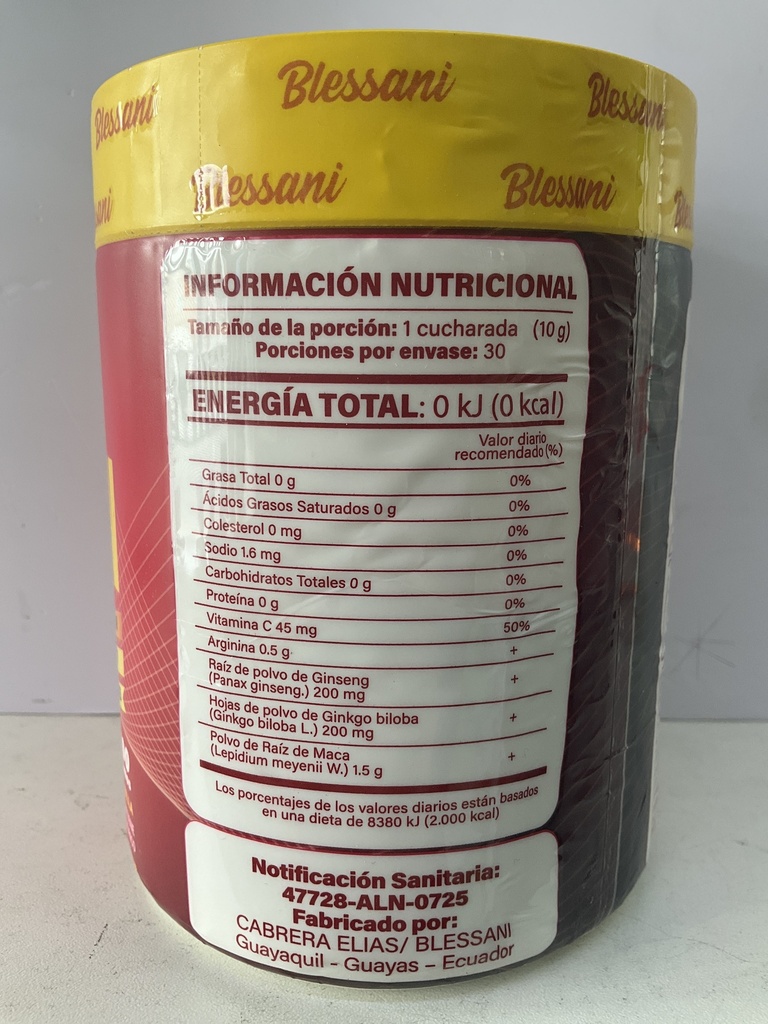 Blessani
Blessani
Blessani
Blessani
Blessani
INFORMACIÓN NUTRICIONAL
Tamaño de la porción: 1 cucharada (10 g)
Porciones por envase: 30
ENERGÍA TOTAL: 0 kJ (0 kcal)
Valor diario
recomendado (%)
Grasa Total 0 g 0%
Ácidos Grasos Saturados 0 g 0%
Colesterol 0 mg 0%
Sodio 1.6 mg 0%
Carbohidratos Totales 0 g 0%
Proteína 0 g 0%
Vitamina C 45 mg 50%
Arginina 0.5 g +
Raíz de polvo de Ginseng
(Panax ginseng.) 200 mg +
Hojas de polvo de Ginkgo biloba
(Ginkgo biloba L.) 200 mg +
Polvo de Raíz de Maca
(Lepidium meyenii W.) 1.5 g +
Los porcentajes de los valores diarios están basados
en una dieta de 8380 kJ (2.000 kcal)
Notificación Sanitaria:
47728-ALN-0725
Fabricado por:
CABRERA ELIAS/ BLESSANI
Guayaquil - Guayas - Ecuador